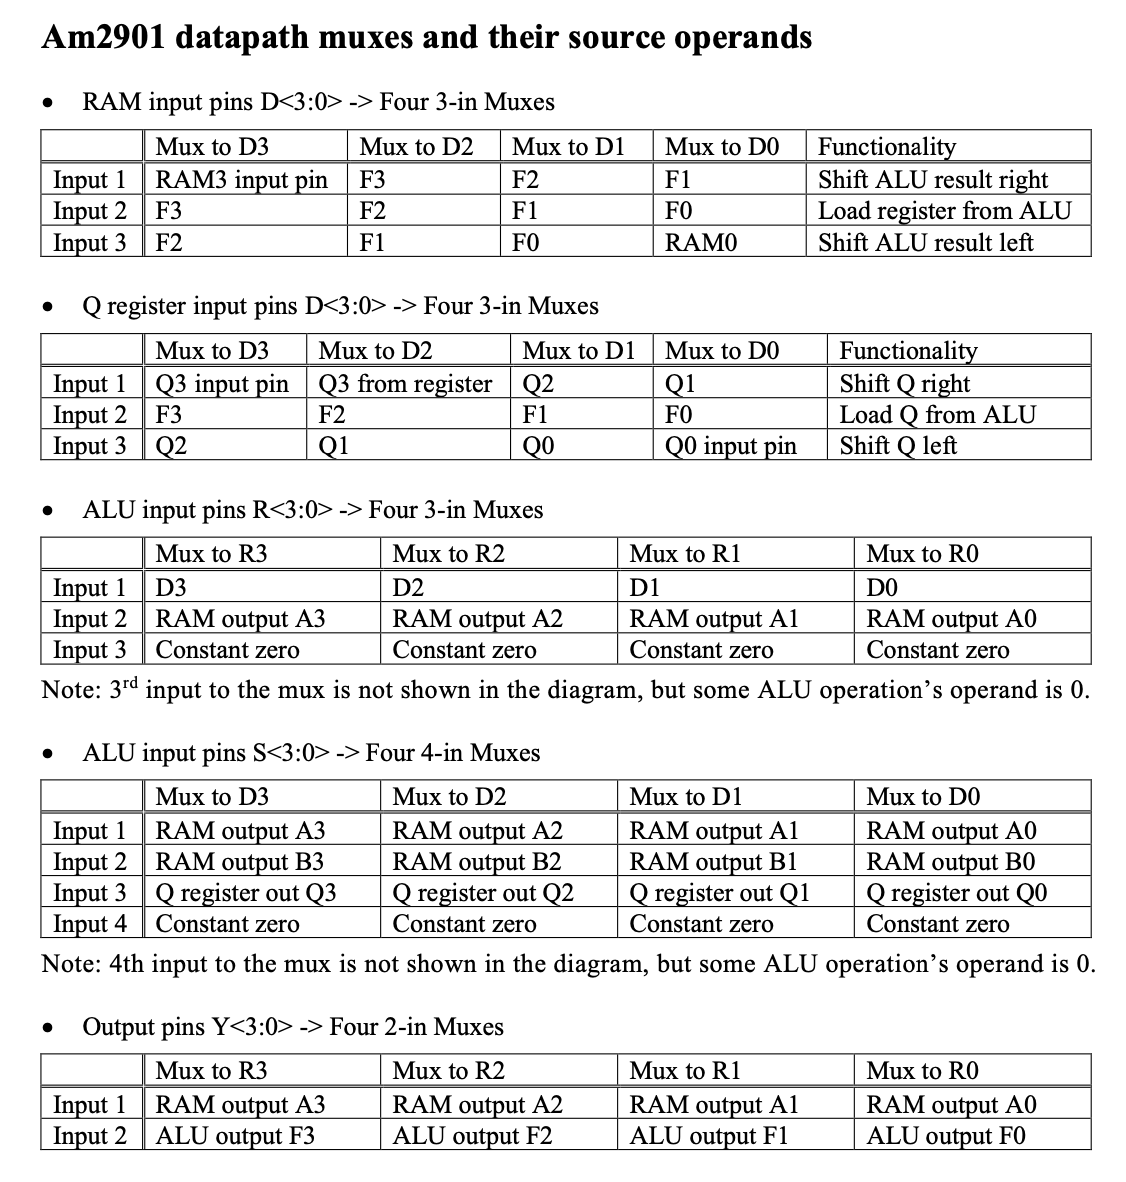 Am2901 datapath muxes and their source operands
• RAM input pins D<3:0> -> Four 3-in Muxes
Mux to D3 Mux to D2 Mux to D1 Mux to D0 Functionality
Input 1 RAM3 input pin F3 F2 F1 Shift ALU result right
Input 2 F3 F2 F1 F0 Load register from ALU
Input 3 F2 F1 F0 RAM0 Shift ALU result left
• Q register input pins D<3:0> -> Four 3-in Muxes
Mux to D3 Mux to D2 Mux to D1 Mux to D0 Functionality
Input 1 Q3 input pin Q3 from register Q2 Q1 Shift Q right
Input 2 F3 F2 F1 F0 Load Q from ALU
Input 3 Q2 Q1 Q0 Q0 input pin Shift Q left
• ALU input pins R<3:0> -> Four 3-in Muxes
Mux to R3 Mux to R2 Mux to R1 Mux to R0
Input 1 D3 D2 D1 D0
Input 2 RAM output A3 RAM output A2 RAM output A1 RAM output A0
Input 3 Constant zero Constant zero Constant zero Constant zero
Note: 3rd input to the mux is not shown in the diagram, but some ALU operation’s operand is 0.
• ALU input pins S<3:0> -> Four 4-in Muxes
Mux to D3 Mux to D2 Mux to D1 Mux to D0
Input 1 RAM output A3 RAM output A2 RAM output A1 RAM output A0
Input 2 RAM output B3 RAM output B2 RAM output B1 RAM output B0
Input 3 Q register out Q3 Q register out Q2 Q register out Q1 Q register out Q0
Input 4 Constant zero Constant zero Constant zero Constant zero
Note: 4th input to the mux is not shown in the diagram, but some ALU operation’s operand is 0.
• Output pins Y<3:0> -> Four 2-in Muxes
Mux to R3 Mux to R2 Mux to R1 Mux to R0
Input 1 RAM output A3 RAM output A2 RAM output A1 RAM output A0
Input 2 ALU output F3 ALU output F2 ALU output F1 ALU output F0